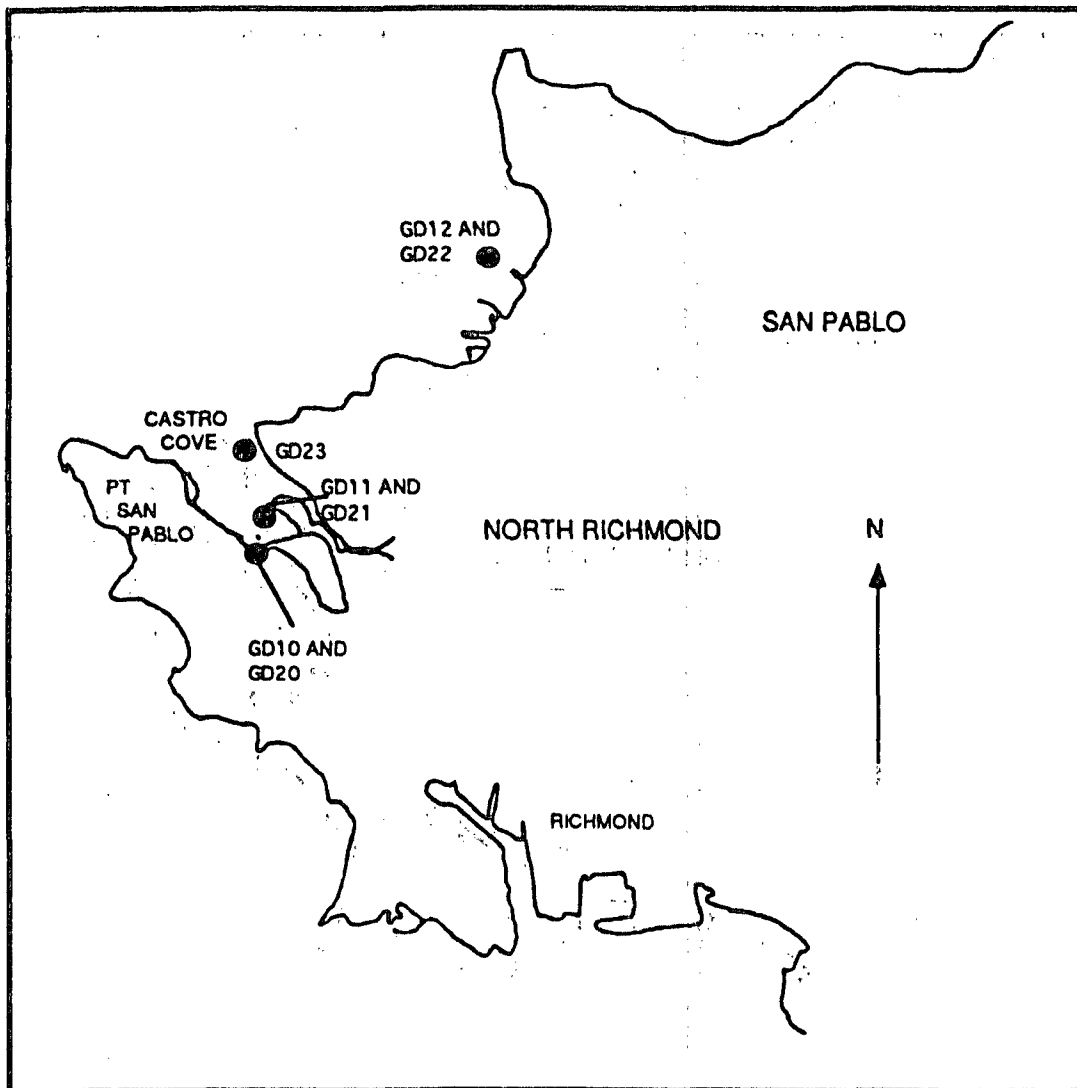 GD12 AND
GD22
SAN PABLO
CASTRO
COVE
GD23
PT
SAN
PABLO
GD11 AND
GD21
NORTH RICHMOND
N
GD10 AND
GD20
RICHMOND